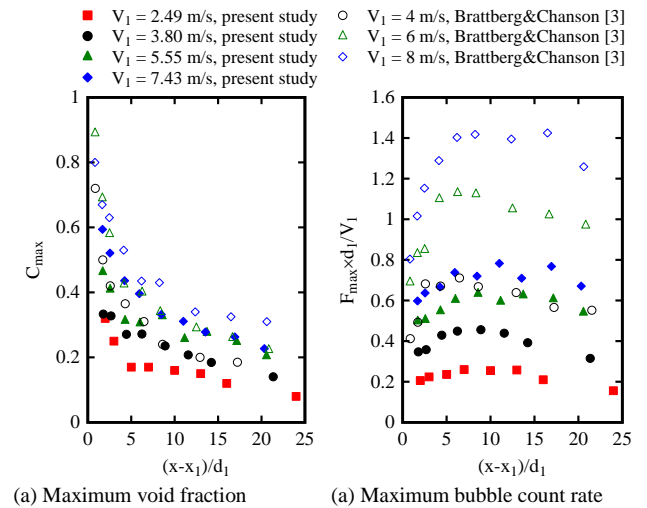 V1 = 2.49 m/s, present study
V1 = 3.80 m/s, present study
V1 = 5.55 m/s, present study
V1 = 7.43 m/s, present study
V1 = 4 m/s, Brattberg&Chanson [3]
V1 = 6 m/s, Brattberg&Chanson [3]
V1 = 8 m/s, Brattberg&Chanson [3]
1
0.8
0.6
0.4
0.2
0
Cmax
0 5 10 15 20 25
(x-x1)/d1
1.6
1.4
1.2
1
0.8
0.6
0.4
0.2
0
Fmax×d1/V1
0 5 10 15 20 25
(x-x1)/d1
(a) Maximum void fraction
(a) Maximum bubble count rate